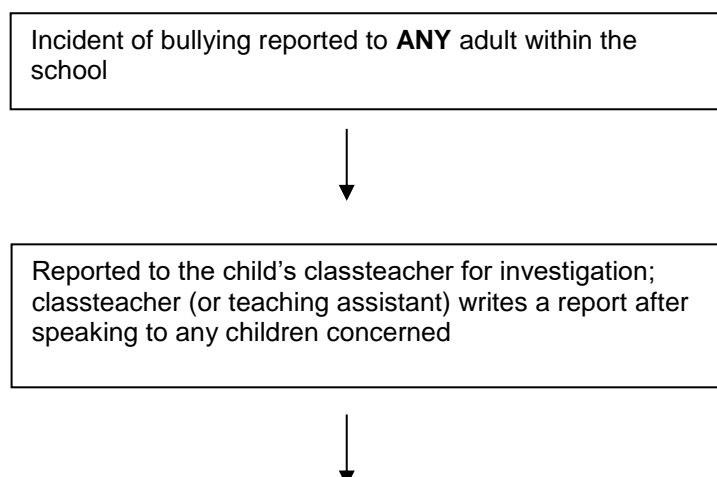 Incident of bullying reported to ANY adult within the
school
Reported to the child’s classteacher for investigation;
classteacher (or teaching assistant) writes a report after
speaking to any children concerned